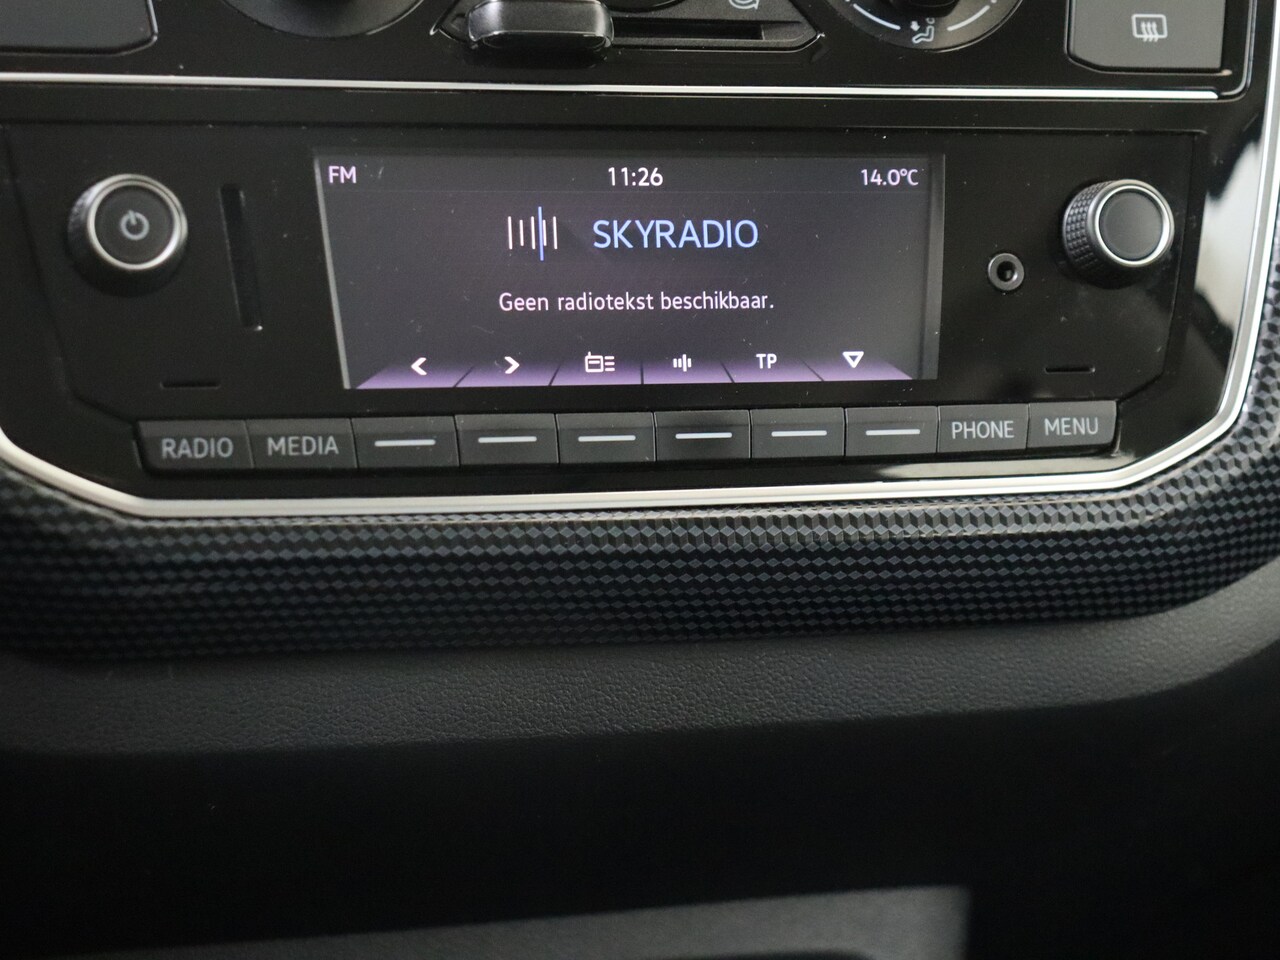 FM 11:26 14.0°C
SKYRADIO
Geen radiotekst beschikbaar.
TP
RADIO MEDIA PHONE MENU